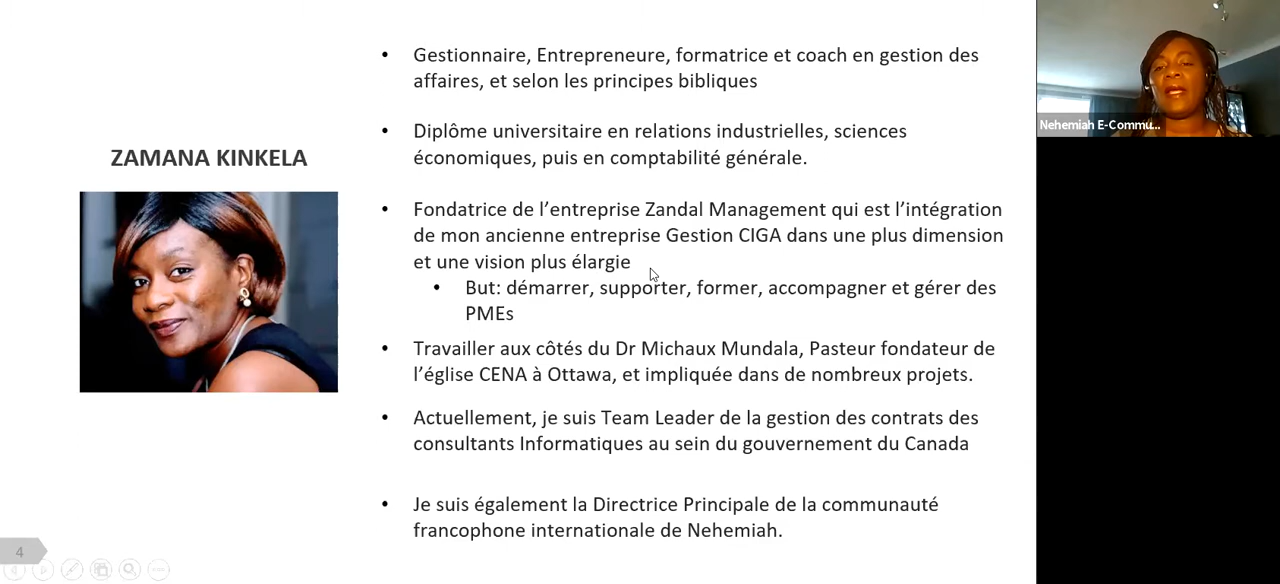 ZAMANA KINKELA
• Gestionnaire, Entrepreneure, formatrice et coach en gestion des
affaires, et selon les principes bibliques
• Diplôme universitaire en relations industrielles, sciences
économiques, puis en comptabilité générale.
• Fondatrice de l’entreprise Zandal Management qui est l’intégration
de mon ancienne entreprise Gestion CIGA dans une plus dimension
et une vision plus élargie
• But: démarrer, supporter, former, accompagner et gérer des
PMEs
• Travailler aux côtés du Dr Michaux Mundala, Pasteur fondateur de
l’église CENA à Ottawa, et impliquée dans de nombreux projets.
• Actuellement, je suis Team Leader de la gestion des contrats des
consultants Informatiques au sein du gouvernement du Canada
• Je suis également la Directrice Principale de la communauté
francophone internationale de Nehemiah.
4
Nehemiah E-Commu...